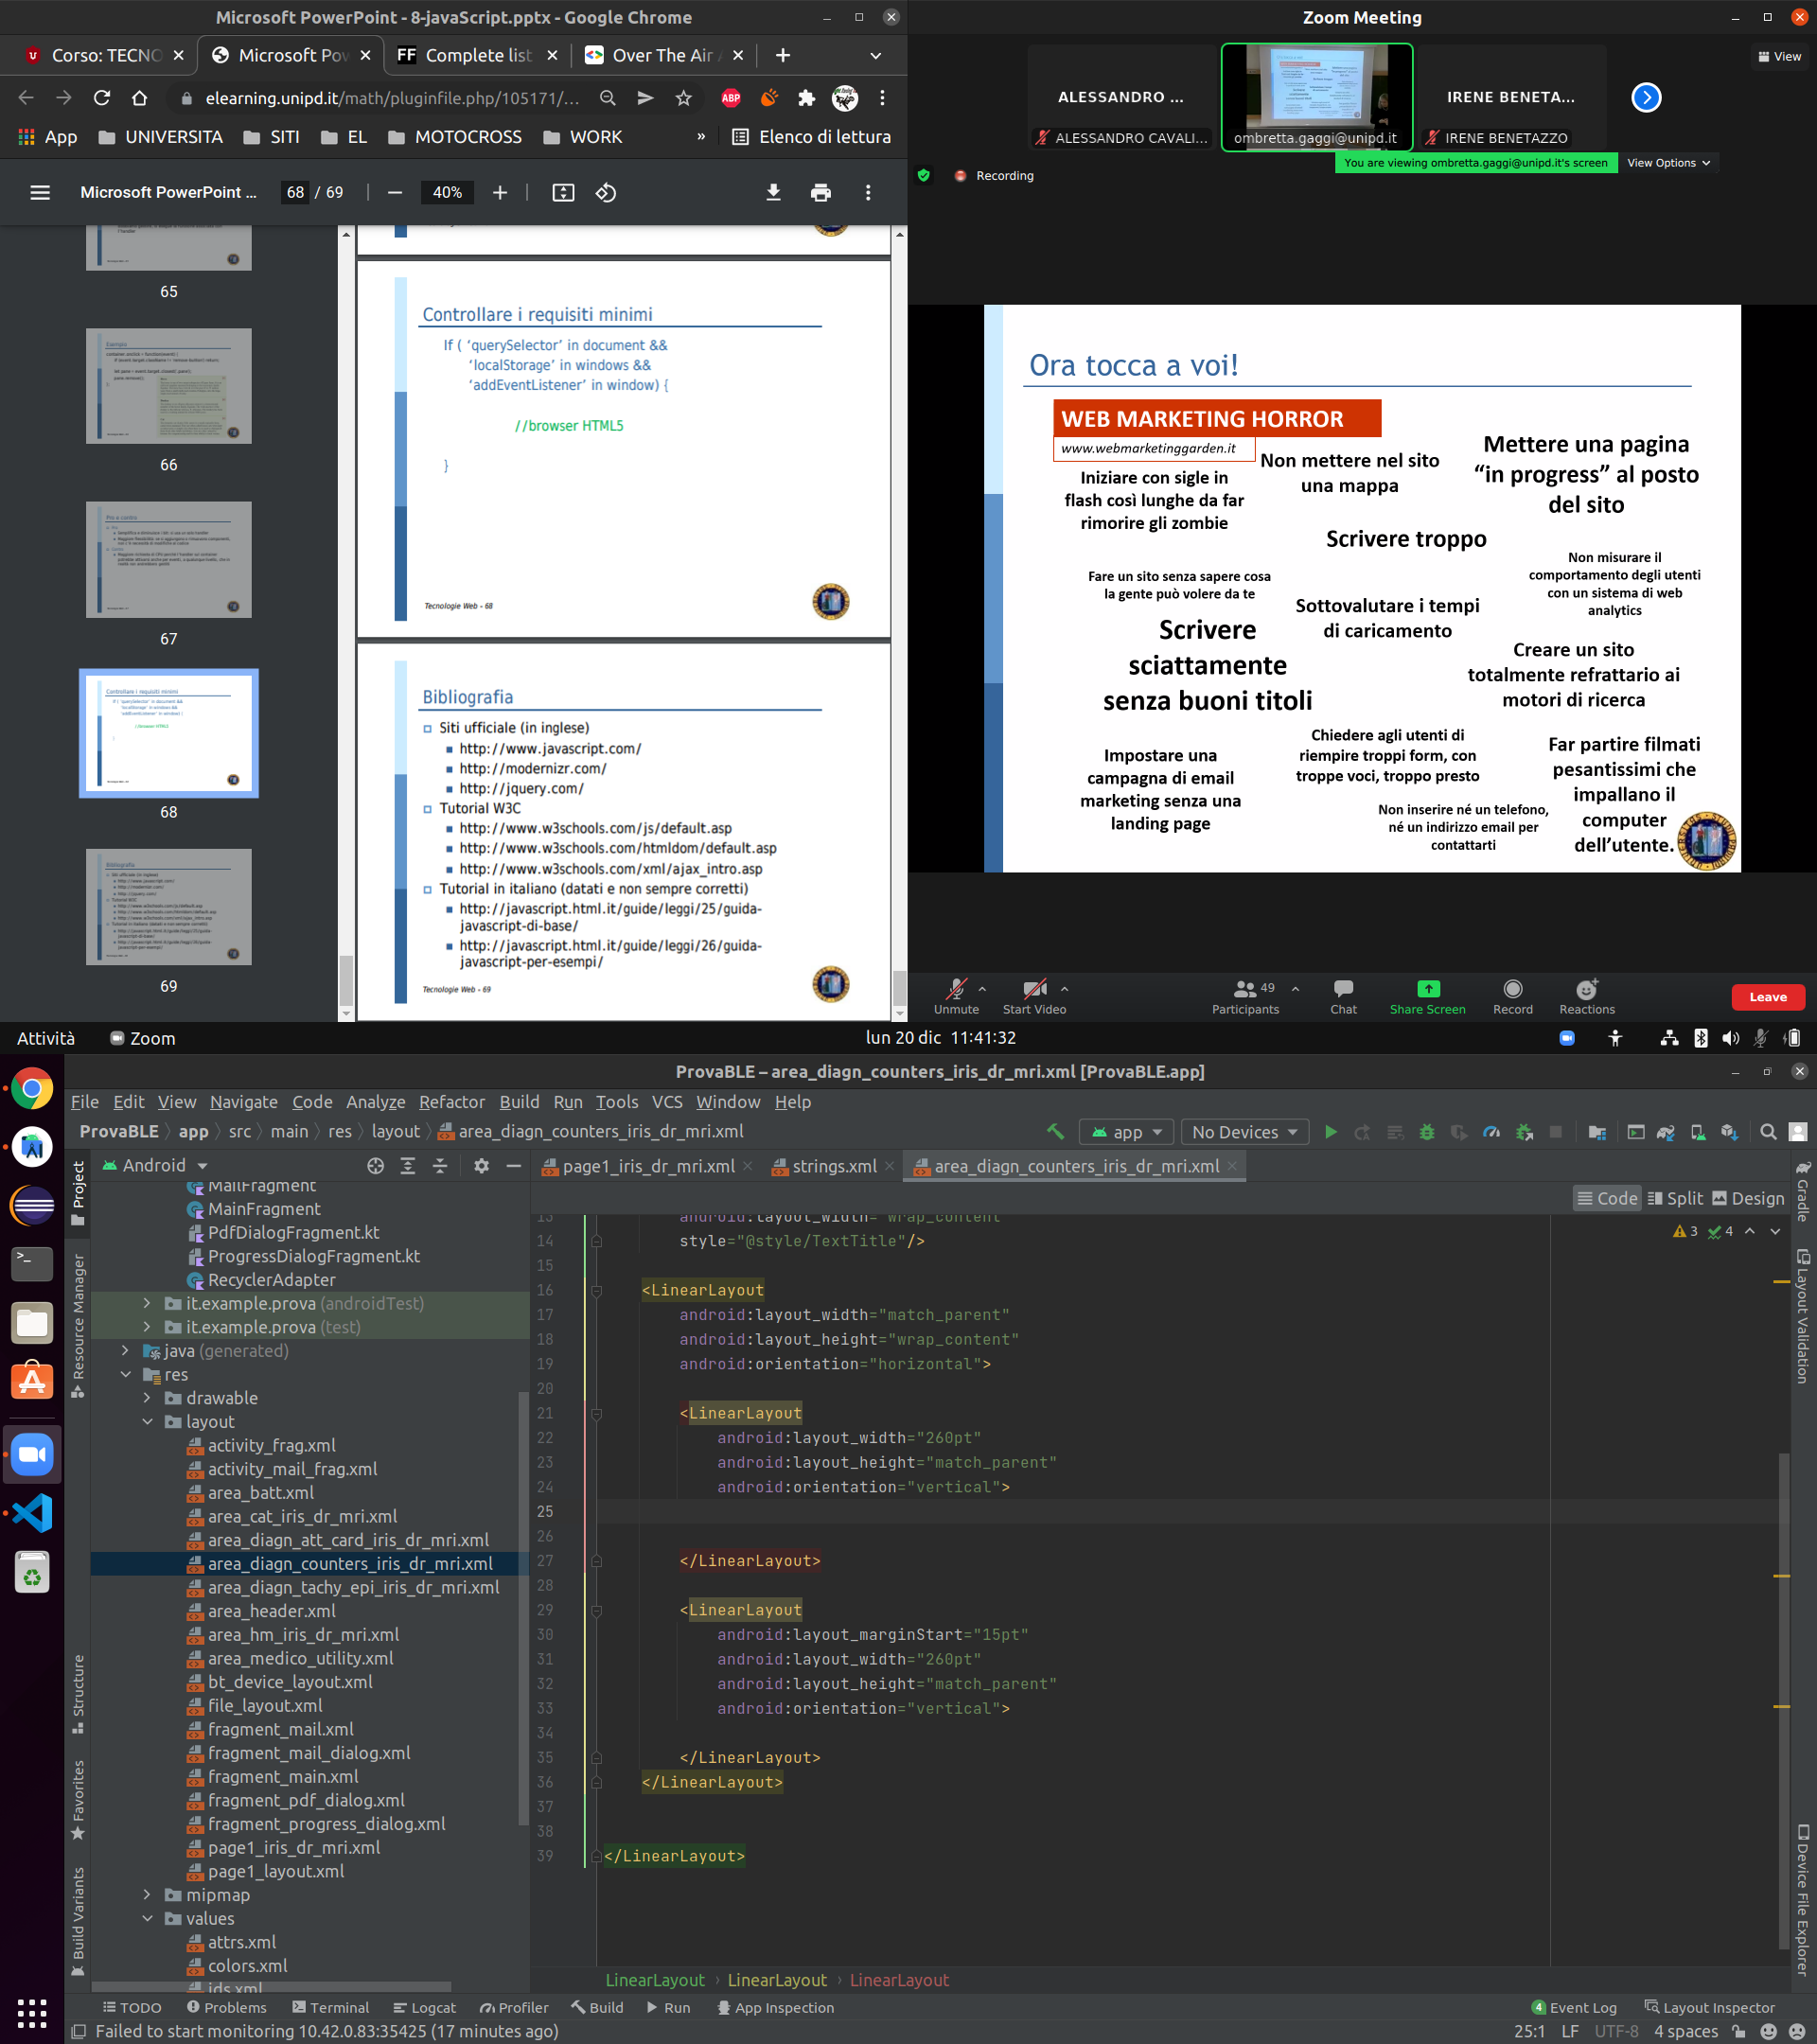 Microsoft PowerPoint - 8-javaScript.pptx - Google Chrome
Corso: TECNO
Microsoft Pow
FF Complete list
Over The Air /
elearning.unipd.it/math/pluginfile.php/105171/...
ABP
App UNIVERSITA SITI EL MOTOCROSS WORK » Elenco di lettura
Microsoft PowerPoint ... 68 / 69 40%
65
66
67
68
69
Controllare i requisiti minimi
If ( ‘querySelector’ in document &&
‘localStorage’ in windows &&
‘addEventListener’ in window) {
//browser HTML5
}
Tecnologie Web - 68
Bibliografia
Siti ufficiale (in inglese)
http://www.javascript.com/
http://modernizr.com/
http://jquery.com/
Tutorial W3C
http://www.w3schools.com/js/default.asp
http://www.w3schools.com/htmldom/default.asp
http://www.w3schools.com/xml/ajax_intro.asp
Tutorial in italiano (datati e non sempre corretti)
http://javascript.html.it/guide/leggi/25/guida-
javascript-di-base/
http://javascript.html.it/guide/leggi/26/guida-
javascript-per-esempi/
Tecnologie Web - 69
Zoom Meeting
View
ALESSANDRO ...
IRENE BENETA...
ALESSANDRO CAVALI...
ombretta.gaggi@unipd.it
IRENE BENETAZZO
You are viewing ombretta.gaggi@unipd.it's screen
View Options
Recording
Ora tocca a voi!
WEB MARKETING HORROR
www.webmarketinggarden.it
Iniziare con sigle in
flash così lunghe da far
rimorire gli zombie
Non mettere nel sito
una mappa
Mettere una pagina
“in progress” al posto
del sito
Scrivere troppo
Non misurare il
comportamento degli utenti
con un sistema di web
analytics
Fare un sito senza sapere cosa
la gente può volere da te
Sottovalutare i tempi
di caricamento
Scrivere
sciattamente
senza buoni titoli
Creare un sito
totalmente refrattario ai
motori di ricerca
Chiedere agli utenti di
riempire troppi form, con
troppe voci, troppo presto
Impostare una
campagna di email
marketing senza una
landing page
Far partire filmati
pesantissimi che
impallano il
computer
dell’utente.
Non inserire né un telefono,
né un indirizzo email per
contattarti
Unmute
Start Video
49
Participants
Chat
Share Screen
Record
Reactions
Leave
Attività Zoom lun 20 dic 11:41:32
ProvaBLE – area_diagn_counters_iris_dr_mri.xml [ProvaBLE.app]
File Edit View Navigate Code Analyze Refactor Build Run Tools VCS Window Help
ProvaBLE app src main res layout area_diagn_counters_iris_dr_mri.xml
app No Devices
Android
page1_iris_dr_mri.xml
strings.xml
area_diagn_counters_iris_dr_mri.xml
Code Split Design
3 4
Project
Resource Manager
Structure
Favorites
Build Variants
MailFragment
MainFragment
PdfDialogFragment.kt
ProgressDialogFragment.kt
RecyclerAdapter
it.example.prova (androidTest)
it.example.prova (test)
java (generated)
res
drawable
layout
activity_frag.xml
activity_mail_frag.xml
area_batt.xml
area_cat_iris_dr_mri.xml
area_diagn_att_card_iris_dr_mri.xml
area_diagn_counters_iris_dr_mri.xml
area_diagn_tachy_epi_iris_dr_mri.xml
area_header.xml
area_hm_iris_dr_mri.xml
area_medico_utility.xml
bt_device_layout.xml
file_layout.xml
fragment_mail.xml
fragment_mail_dialog.xml
fragment_main.xml
fragment_pdf_dialog.xml
fragment_progress_dialog.xml
page1_iris_dr_mri.xml
page1_layout.xml
mipmap
values
attrs.xml
colors.xml
ids.xml
13 android:layout_width="wrap_content"
14 style="@style/TextTitle"/>
15
16 <LinearLayout
17 android:layout_width="match_parent"
18 android:layout_height="wrap_content"
19 android:orientation="horizontal">
20
21 <LinearLayout
22 android:layout_width="260pt"
23 android:layout_height="match_parent"
24 android:orientation="vertical">
25
26
27 </LinearLayout>
28
29 <LinearLayout
30 android:layout_marginStart="15pt"
31 android:layout_width="260pt"
32 android:layout_height="match_parent"
33 android:orientation="vertical">
34
35 </LinearLayout>
36 </LinearLayout>
37
38
39 </LinearLayout>
LinearLayout › LinearLayout › LinearLayout
Gradle
Layout Validation
Device File Explorer
TODO Problems Terminal Logcat Profiler Build Run App Inspection
4 Event Log Layout Inspector
Failed to start monitoring 10.42.0.83:35425 (17 minutes ago)
25:1 LF UTF-8 4 spaces